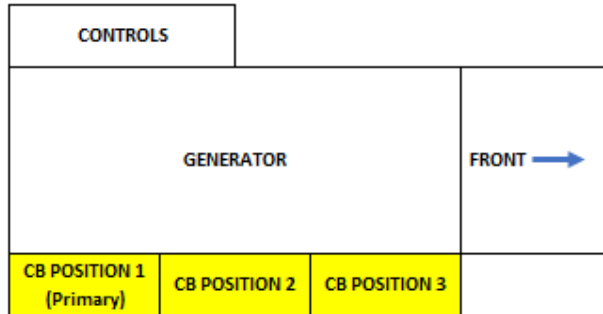 CONTROLS
GENERATOR
FRONT
CB POSITION 1
(Primary)
CB POSITION 2
CB POSITION 3